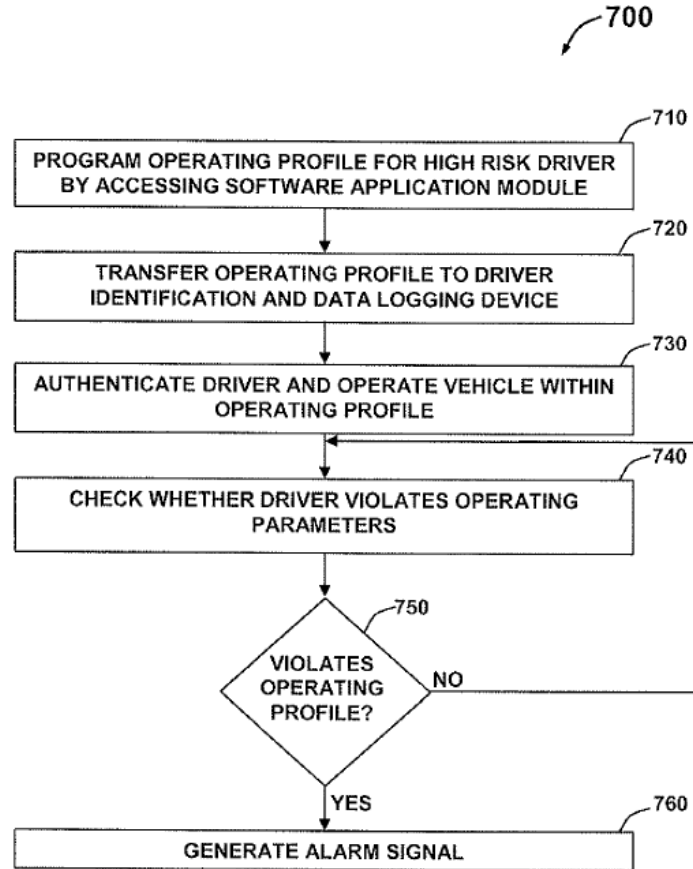 700
710
PROGRAM OPERATING PROFILE FOR HIGH RISK DRIVER
BY ACCESSING SOFTWARE APPLICATION MODULE
720
TRANSFER OPERATING PROFILE TO DRIVER
IDENTIFICATION AND DATA LOGGING DEVICE
730
AUTHENTICATE DRIVER AND OPERATE VEHICLE WITHIN
OPERATING PROFILE
740
CHECK WHETHER DRIVER VIOLATES OPERATING
PARAMETERS
750
VIOLATES
OPERATING
PROFILE?
NO
YES
760
GENERATE ALARM SIGNAL